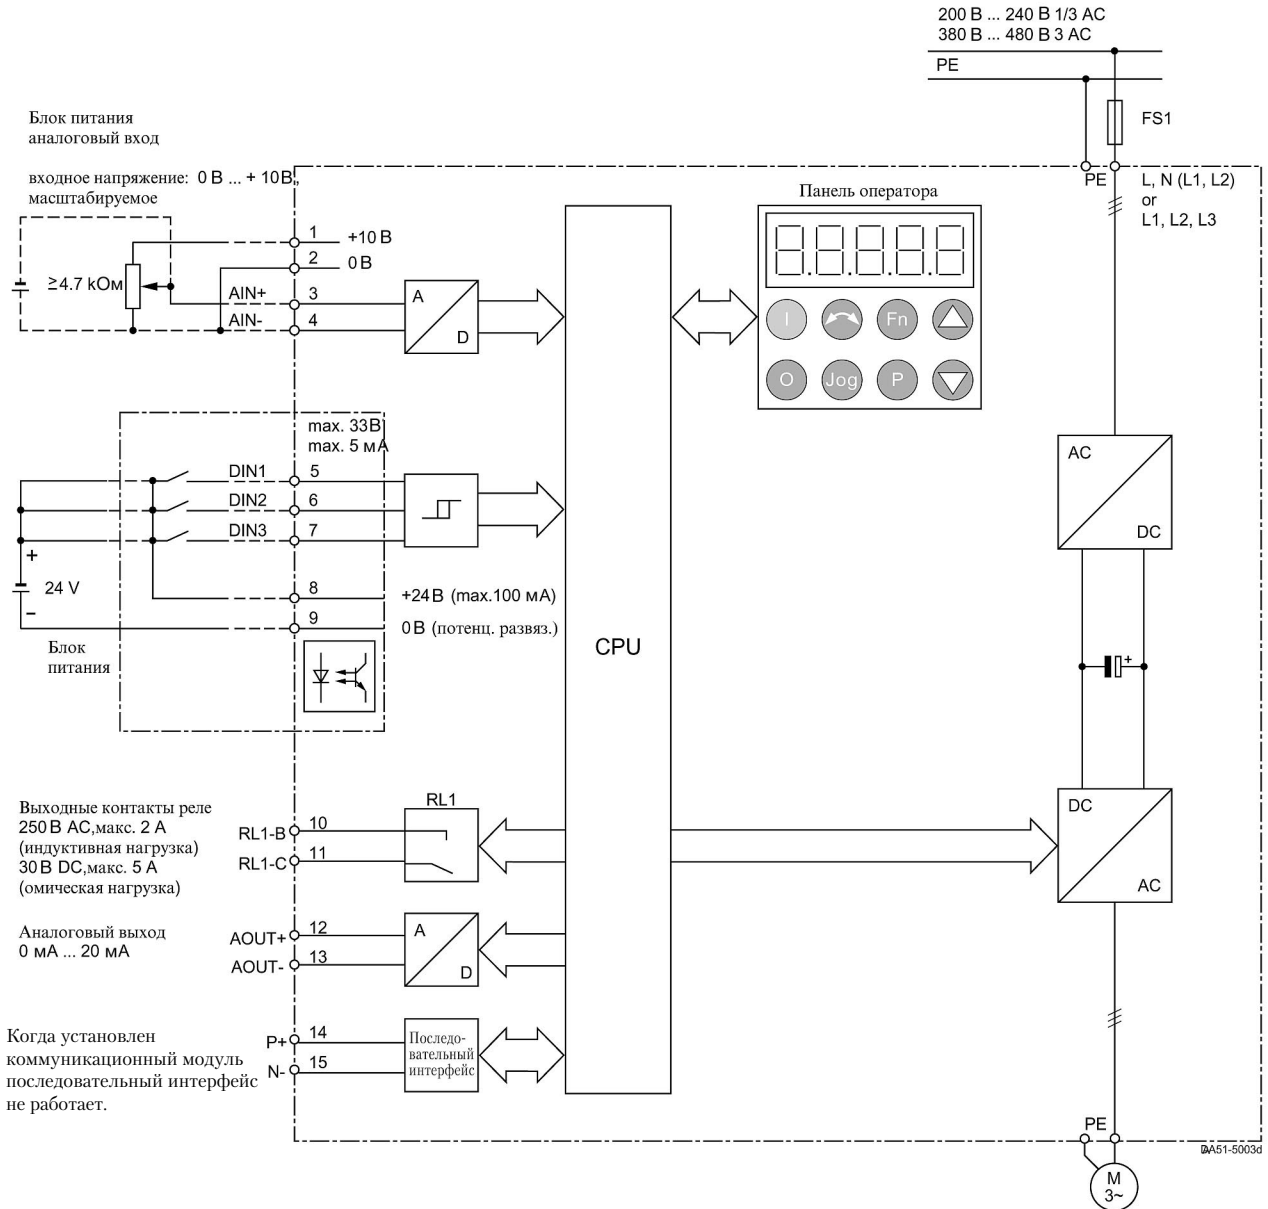 200 В ... 240 В 1/3 AC
380 В ... 480 В 3 AC
PE
FS1
Блок питания
аналоговый вход
входное напряжение: 0 В ... + 10В,
масштабируемое
PE
L, N (L1, L2)
or
L1, L2, L3
Панель оператора
1
+10 В
2
0 В
≥4.7 kОм
AIN+
3
AIN-
4
A
D
I
Fn
O
Jog
P
max. 33В
max. 5 мА
DIN1
5
DIN2
6
DIN3
7
+
24 V
−
8
+24В (max.100 мА)
9
0В (потенц. развяз.)
Блок
питания
CPU
AC
DC
+
Выходные контакты реле
250 В AC,макс. 2 А
(индуктивная нагрузка)
30 В DC,макс. 5 А
(омическая нагрузка)
RL1
RL1-B
10
RL1-C
11
DC
AC
Аналоговый выход
0 мА ... 20 мА
AOUT+
12
AOUT-
13
A
D
Когда установлен
коммуникационный модуль
последовательный интерфейс
не работает.
P+
14
N-
15
Последо-
вательный
интерфейс
PE
DA51-5003d
M
3~